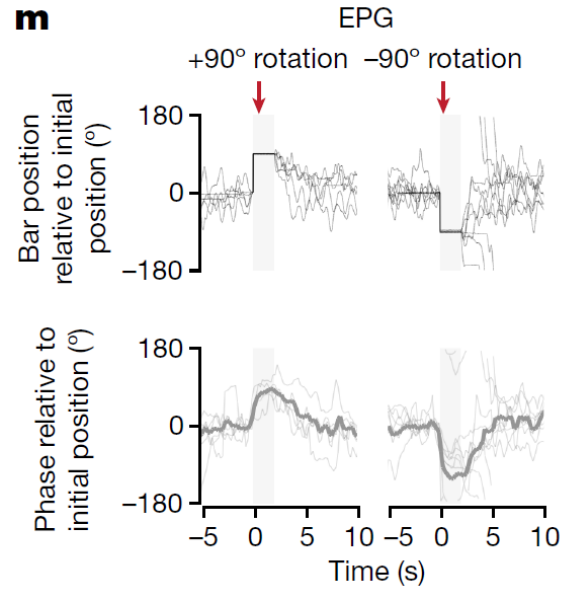 m
EPG
+90° rotation –90° rotation
Bar position
relative to initial
position (°)
180
0
–180
Phase relative to
initial position (°)
180
0
–180
–5 0 5 10 –5 0 5 10
Time (s)